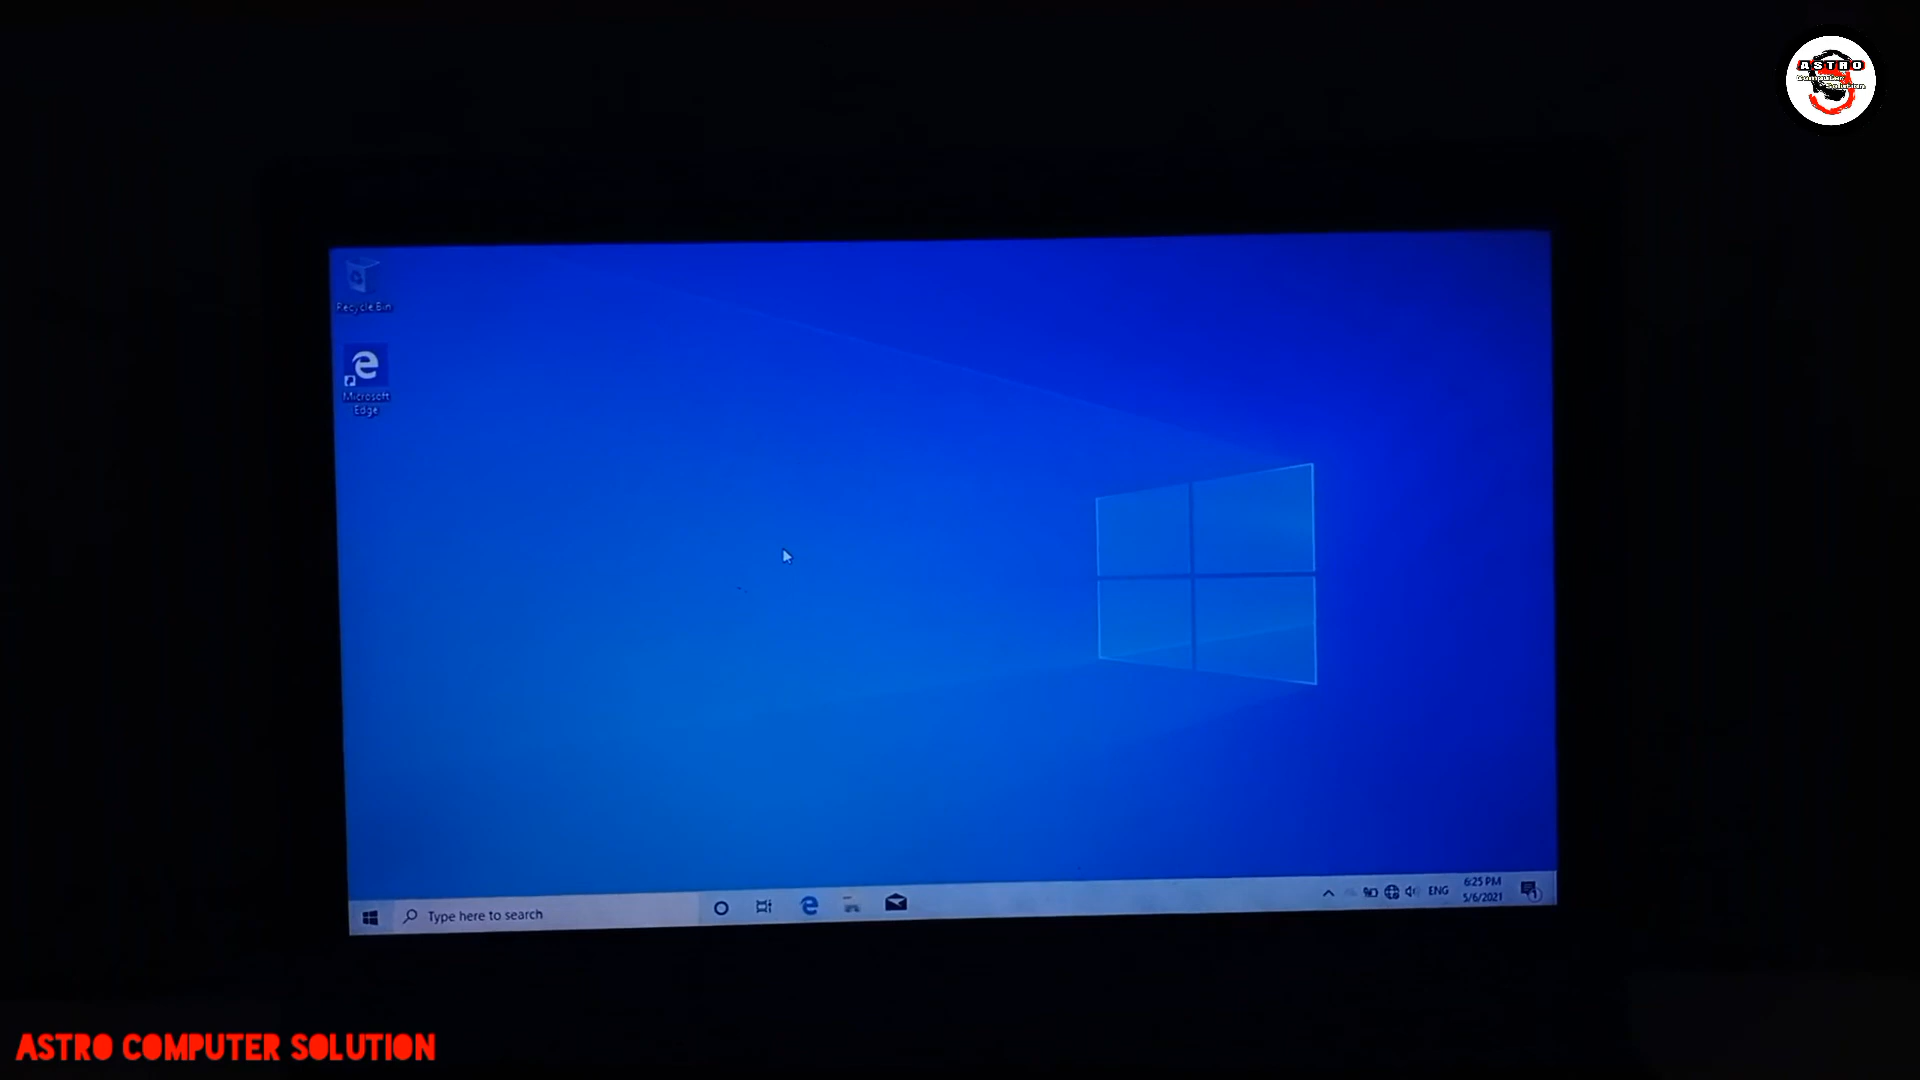 ASTRO
Recycle Bin
Microsoft
Edge
Type here to search
ENG
6:25 PM
5/6/2021
ASTRO COMPUTER SOLUTION